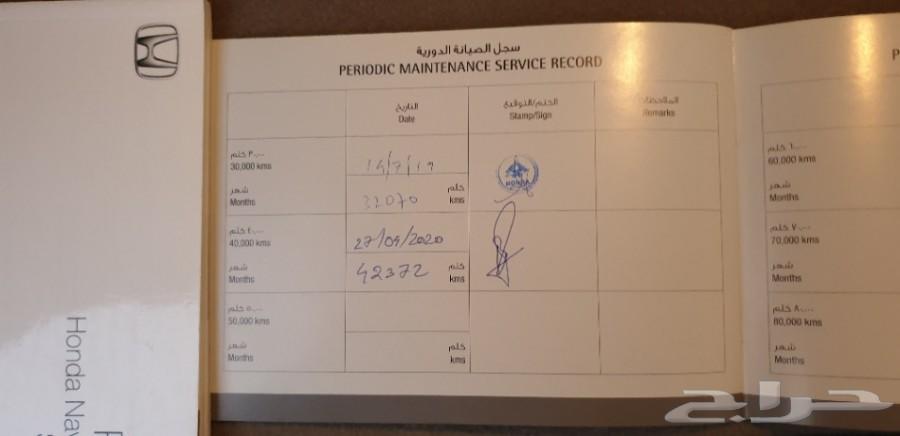 سجل الصيانة الدورية
PERIODIC MAINTENANCE SERVICE RECORD
التاريخ
Date
الختم/التوقيع
Stamp/Sign
الملاحظات
Remarks
٣٠,٠٠٠ كلم
30,000 kms
14/7/19
شهر
Months
32070
كلم
kms
HONDA
٤٠,٠٠٠ كلم
40,000 kms
27/09/2020
شهر
Months
42372
كلم
kms
٥٠,٠٠٠ كلم
50,000 kms
شهر
Months
كلم
kms
P
٦٠,٠٠٠ كلم
60,000 kms
شهر
Months
٧٠,٠٠٠ كلم
70,000 kms
شهر
Months
٨٠,٠٠٠ كلم
80,000 kms
شهر
Months
Honda Nav
حراج